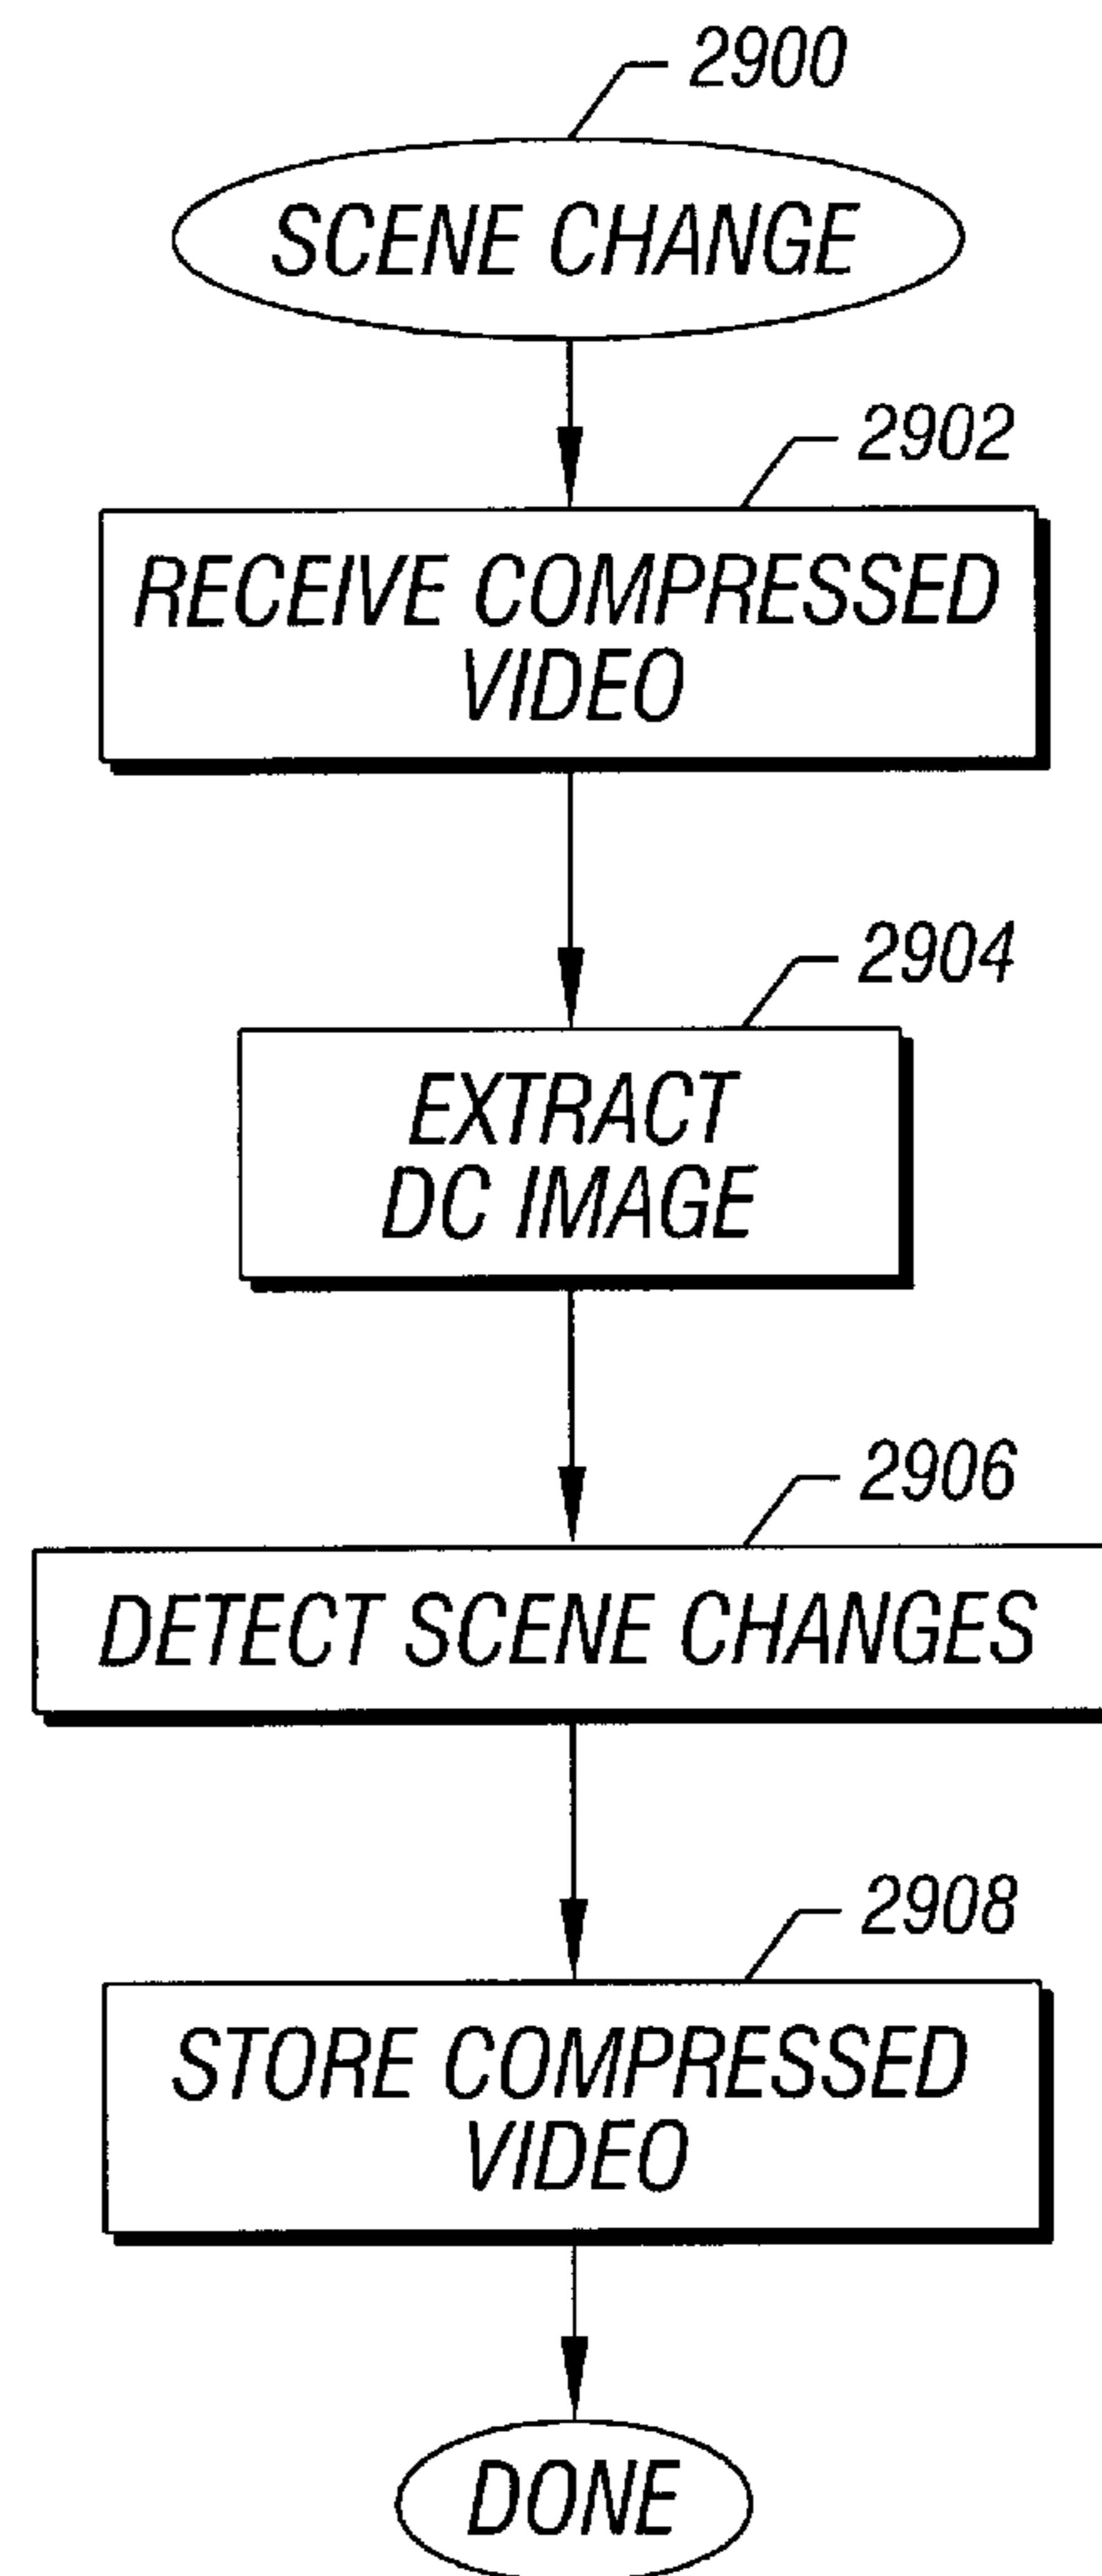 2900
SCENE CHANGE
2902
RECEIVE COMPRESSED
VIDEO
2904
EXTRACT
DC IMAGE
2906
DETECT SCENE CHANGES
2908
STORE COMPRESSED
VIDEO
DONE